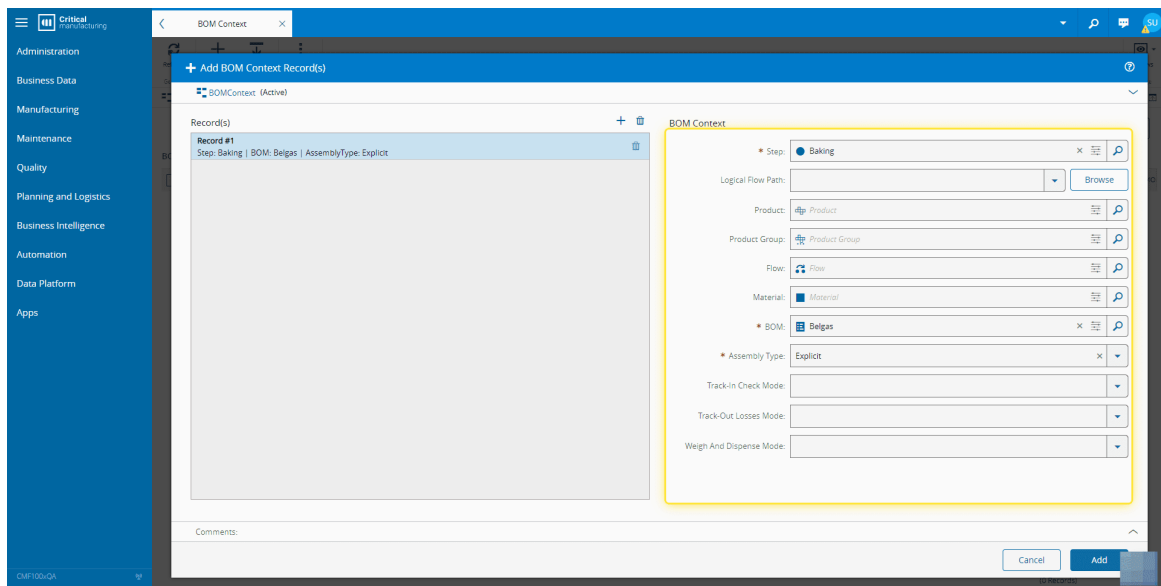 Critical
manufacturing
BOM Context
SU
Administration
Business Data
Manufacturing
Maintenance
Quality
Planning and Logistics
Business Intelligence
Automation
Data Platform
Apps
CMF100xQA
Add BOM Context Record(s)
BOMContext (Active)
Record(s)
Record #1
Step: Baking | BOM: Belgas | AssemblyType: Explicit
BOM Context
* Step: Baking
Logical Flow Path: Browse
Product: Product
Product Group: Product Group
Flow: Flow
Material: Material
* BOM: Belgas
* Assembly Type: Explicit
Track-In Check Mode:
Track-Out Losses Mode:
Weigh And Dispense Mode:
Comments:
Cancel Add
(0 Records)